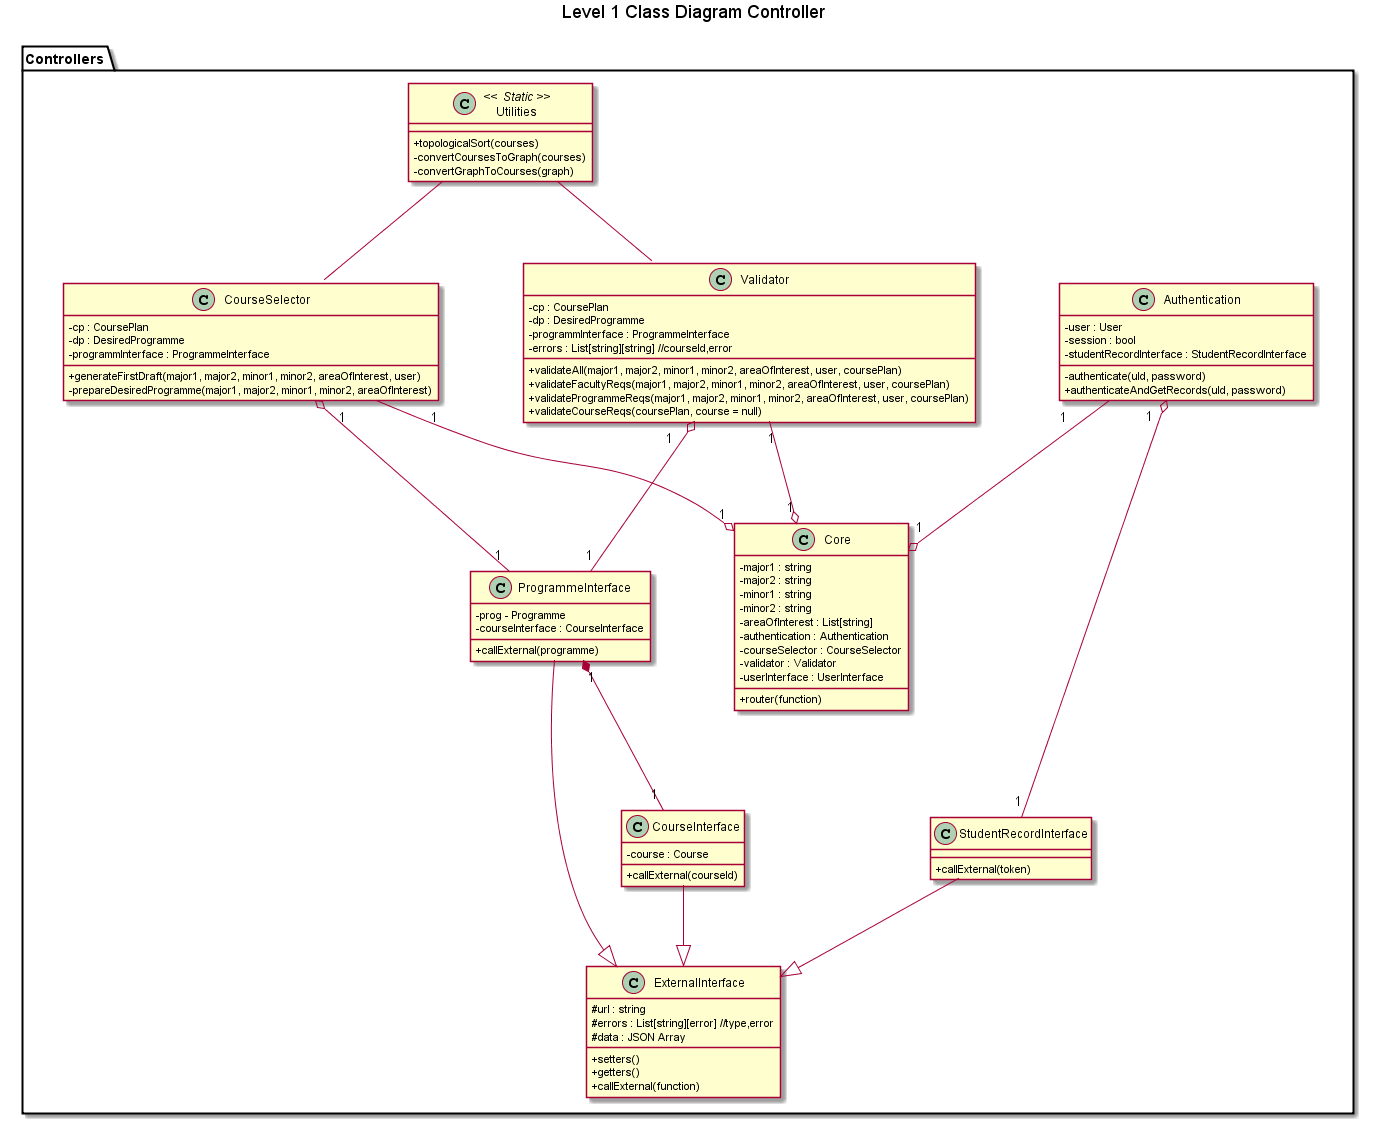 Level 1 Class Diagram Controller
Controllers
<< Static >>
C
Utilities
+topologicalSort(courses)
-convertCoursesToGraph(courses)
-convertGraphToCourses(graph)
C CourseSelector
-cp : CoursePlan
-dp : DesiredProgramme
-programmInterface : ProgrammeInterface
+generateFirstDraft(major1, major2, minor1, minor2, areaOfInterest, user)
-prepareDesiredProgramme(major1, major2, minor1, minor2, areaOfInterest)
C Validator
-cp : CoursePlan
-dp : DesiredProgramme
-programmInterface : ProgrammeInterface
-errors : List[string][string] //courseId,error
+validateAll(major1, major2, minor1, minor2, areaOfInterest, user, coursePlan)
+validateFacultyReqs(major1, major2, minor1, minor2, areaOfInterest, user, coursePlan)
+validateProgrammeReqs(major1, major2, minor1, minor2, areaOfInterest, user, coursePlan)
+validateCourseReqs(coursePlan, course = null)
C Authentication
-user : User
-session : bool
-studentRecordInterface : StudentRecordInterface
-authenticate(uId, password)
+authenticateAndGetRecords(uId, password)
1
1
1
1
1
1
1
1
1
1
1
C ProgrammeInterface
-prog - Programme
-courseInterface : CourseInterface
+callExternal(programme)
C Core
-major1 : string
-major2 : string
-minor1 : string
-minor2 : string
-areaOfInterest : List[string]
-authentication : Authentication
-courseSelector : CourseSelector
-validator : Validator
-userInterface : UserInterface
+router(function)
1
1
1
C CourseInterface
-course : Course
+callExternal(courseId)
C StudentRecordInterface
+callExternal(token)
C ExternalInterface
#url : string
#errors : List[string][error] //type,error
#data : JSON Array
+setters()
+getters()
+callExternal(function)